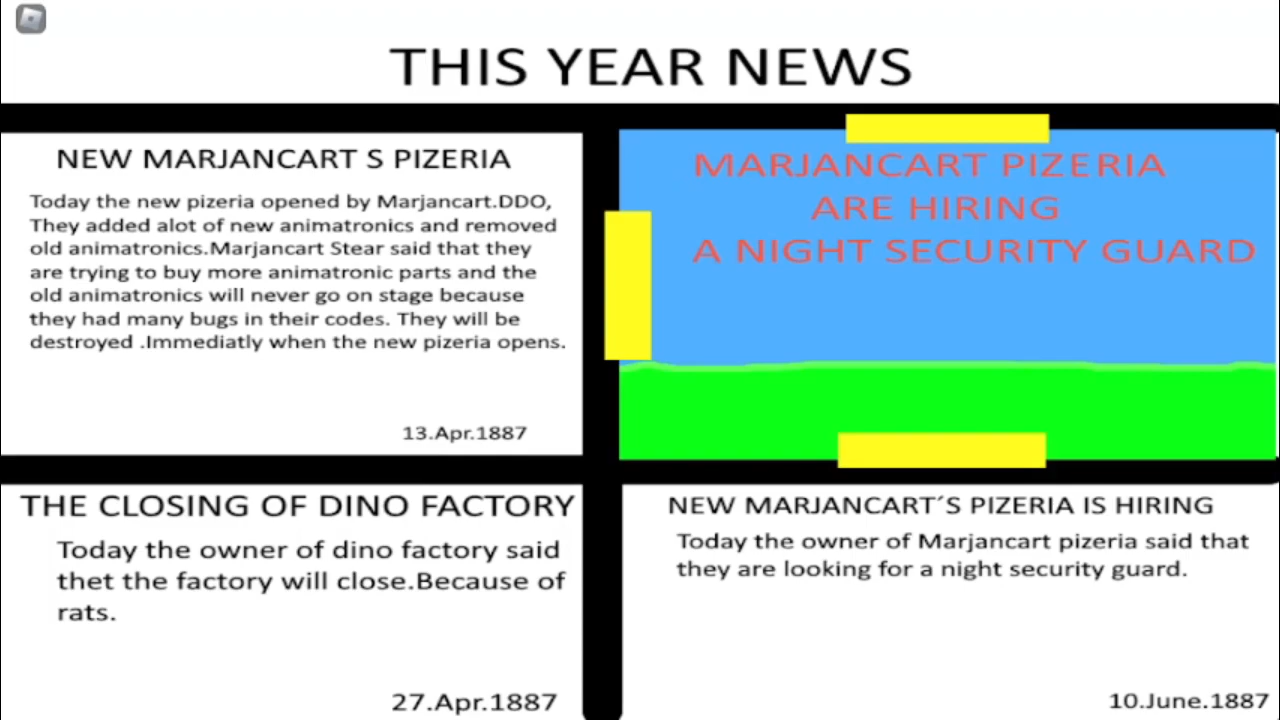 THIS YEAR NEWS
NEW MARJANCART S PIZERIA
Today the new pizeria opened by Marjancart.DDO,
They added alot of new animatronics and removed
old animatronics.Marjancart Stear said that they
are trying to buy more animatronic parts and the
old animatronics will never go on stage because
they had many bugs in their codes. They will be
destroyed .Immediatly when the new pizeria opens.
13.Apr.1887
MARJANCART PIZERIA
ARE HIRING
A NIGHT SECURITY GUARD
THE CLOSING OF DINO FACTORY
Today the owner of dino factory said
thet the factory will close.Because of
rats.
27.Apr.1887
NEW MARJANCART´S PIZERIA IS HIRING
Today the owner of Marjancart pizeria said that
they are looking for a night security guard.
10.June.1887